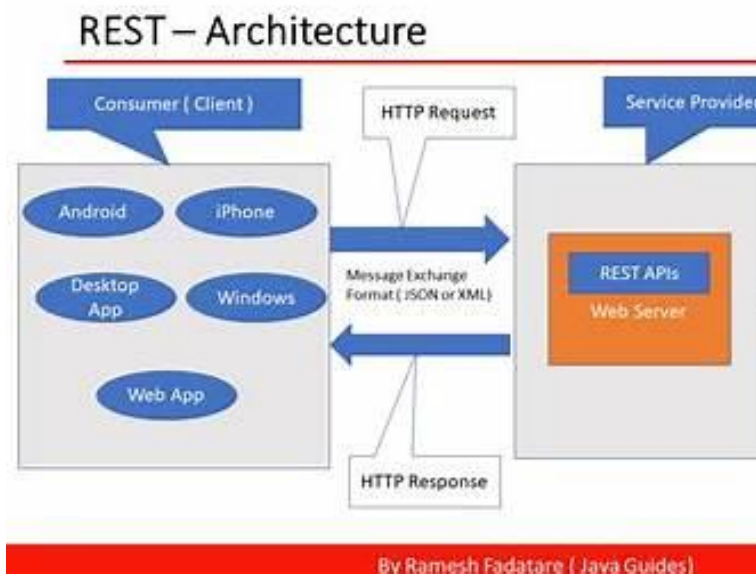 REST – Architecture
Consumer ( Client )
HTTP Request
Service Provider
Android
iPhone
Desktop
App
Windows
Web App
Message Exchange
Format ( JSON or XML)
REST APIs
Web Server
HTTP Response
By Ramesh Fadatare ( Java Guides)